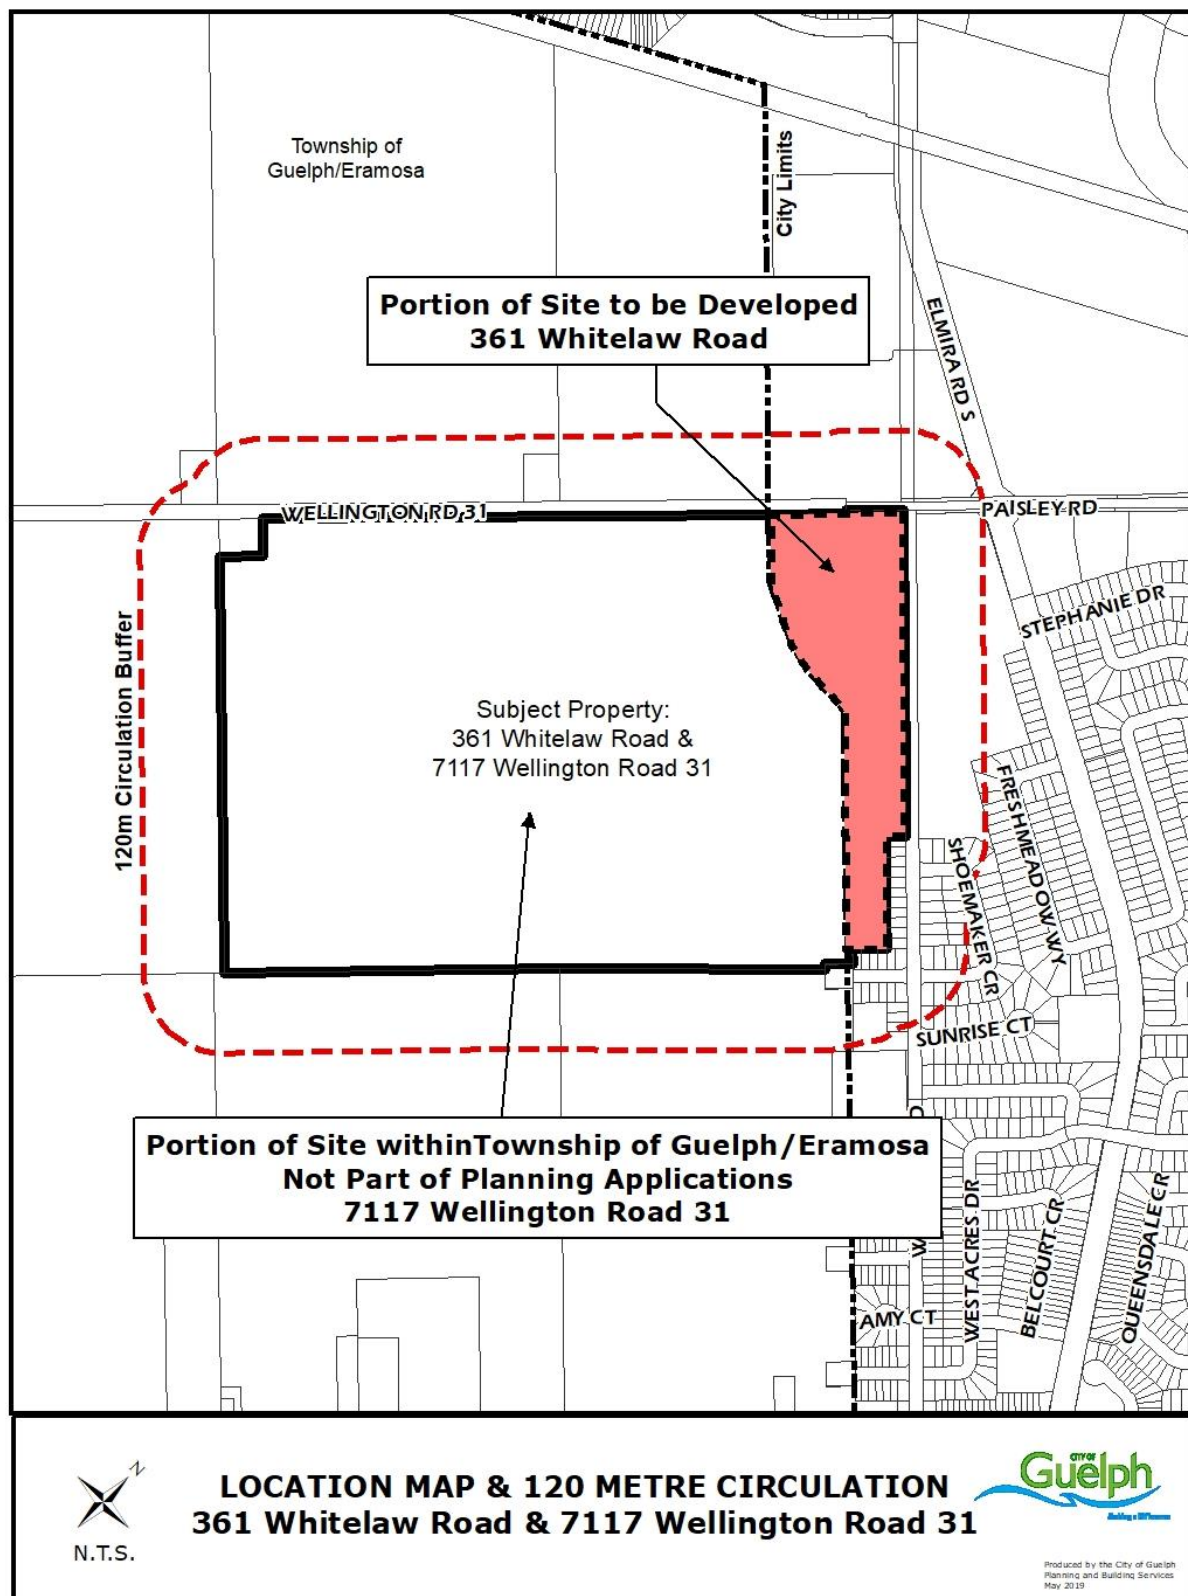 Township of
Guelph/Eramosa
City Limits
Portion of Site to be Developed
361 Whitelaw Road
ELMIRA RD S
WELLINGTON RD 31
PAISLEY RD
STEPHANIE DR
120m Circulation Buffer
Subject Property:
361 Whitelaw Road &
7117 Wellington Road 31
FRESHMEADOW WY
SHOEMAKER CR
SUNRISE CT
Portion of Site withinTownship of Guelph/Eramosa
Not Part of Planning Applications
7117 Wellington Road 31
WEST ACRES DR
BELCOURT CR
QUEENSDALE CR
AMY CT
N
N.T.S.
LOCATION MAP & 120 METRE CIRCULATION
361 Whitelaw Road & 7117 Wellington Road 31
CITY OF
Guelph
Making a Difference
Produced by the City of Guelph
Planning and Building Services
May 2019